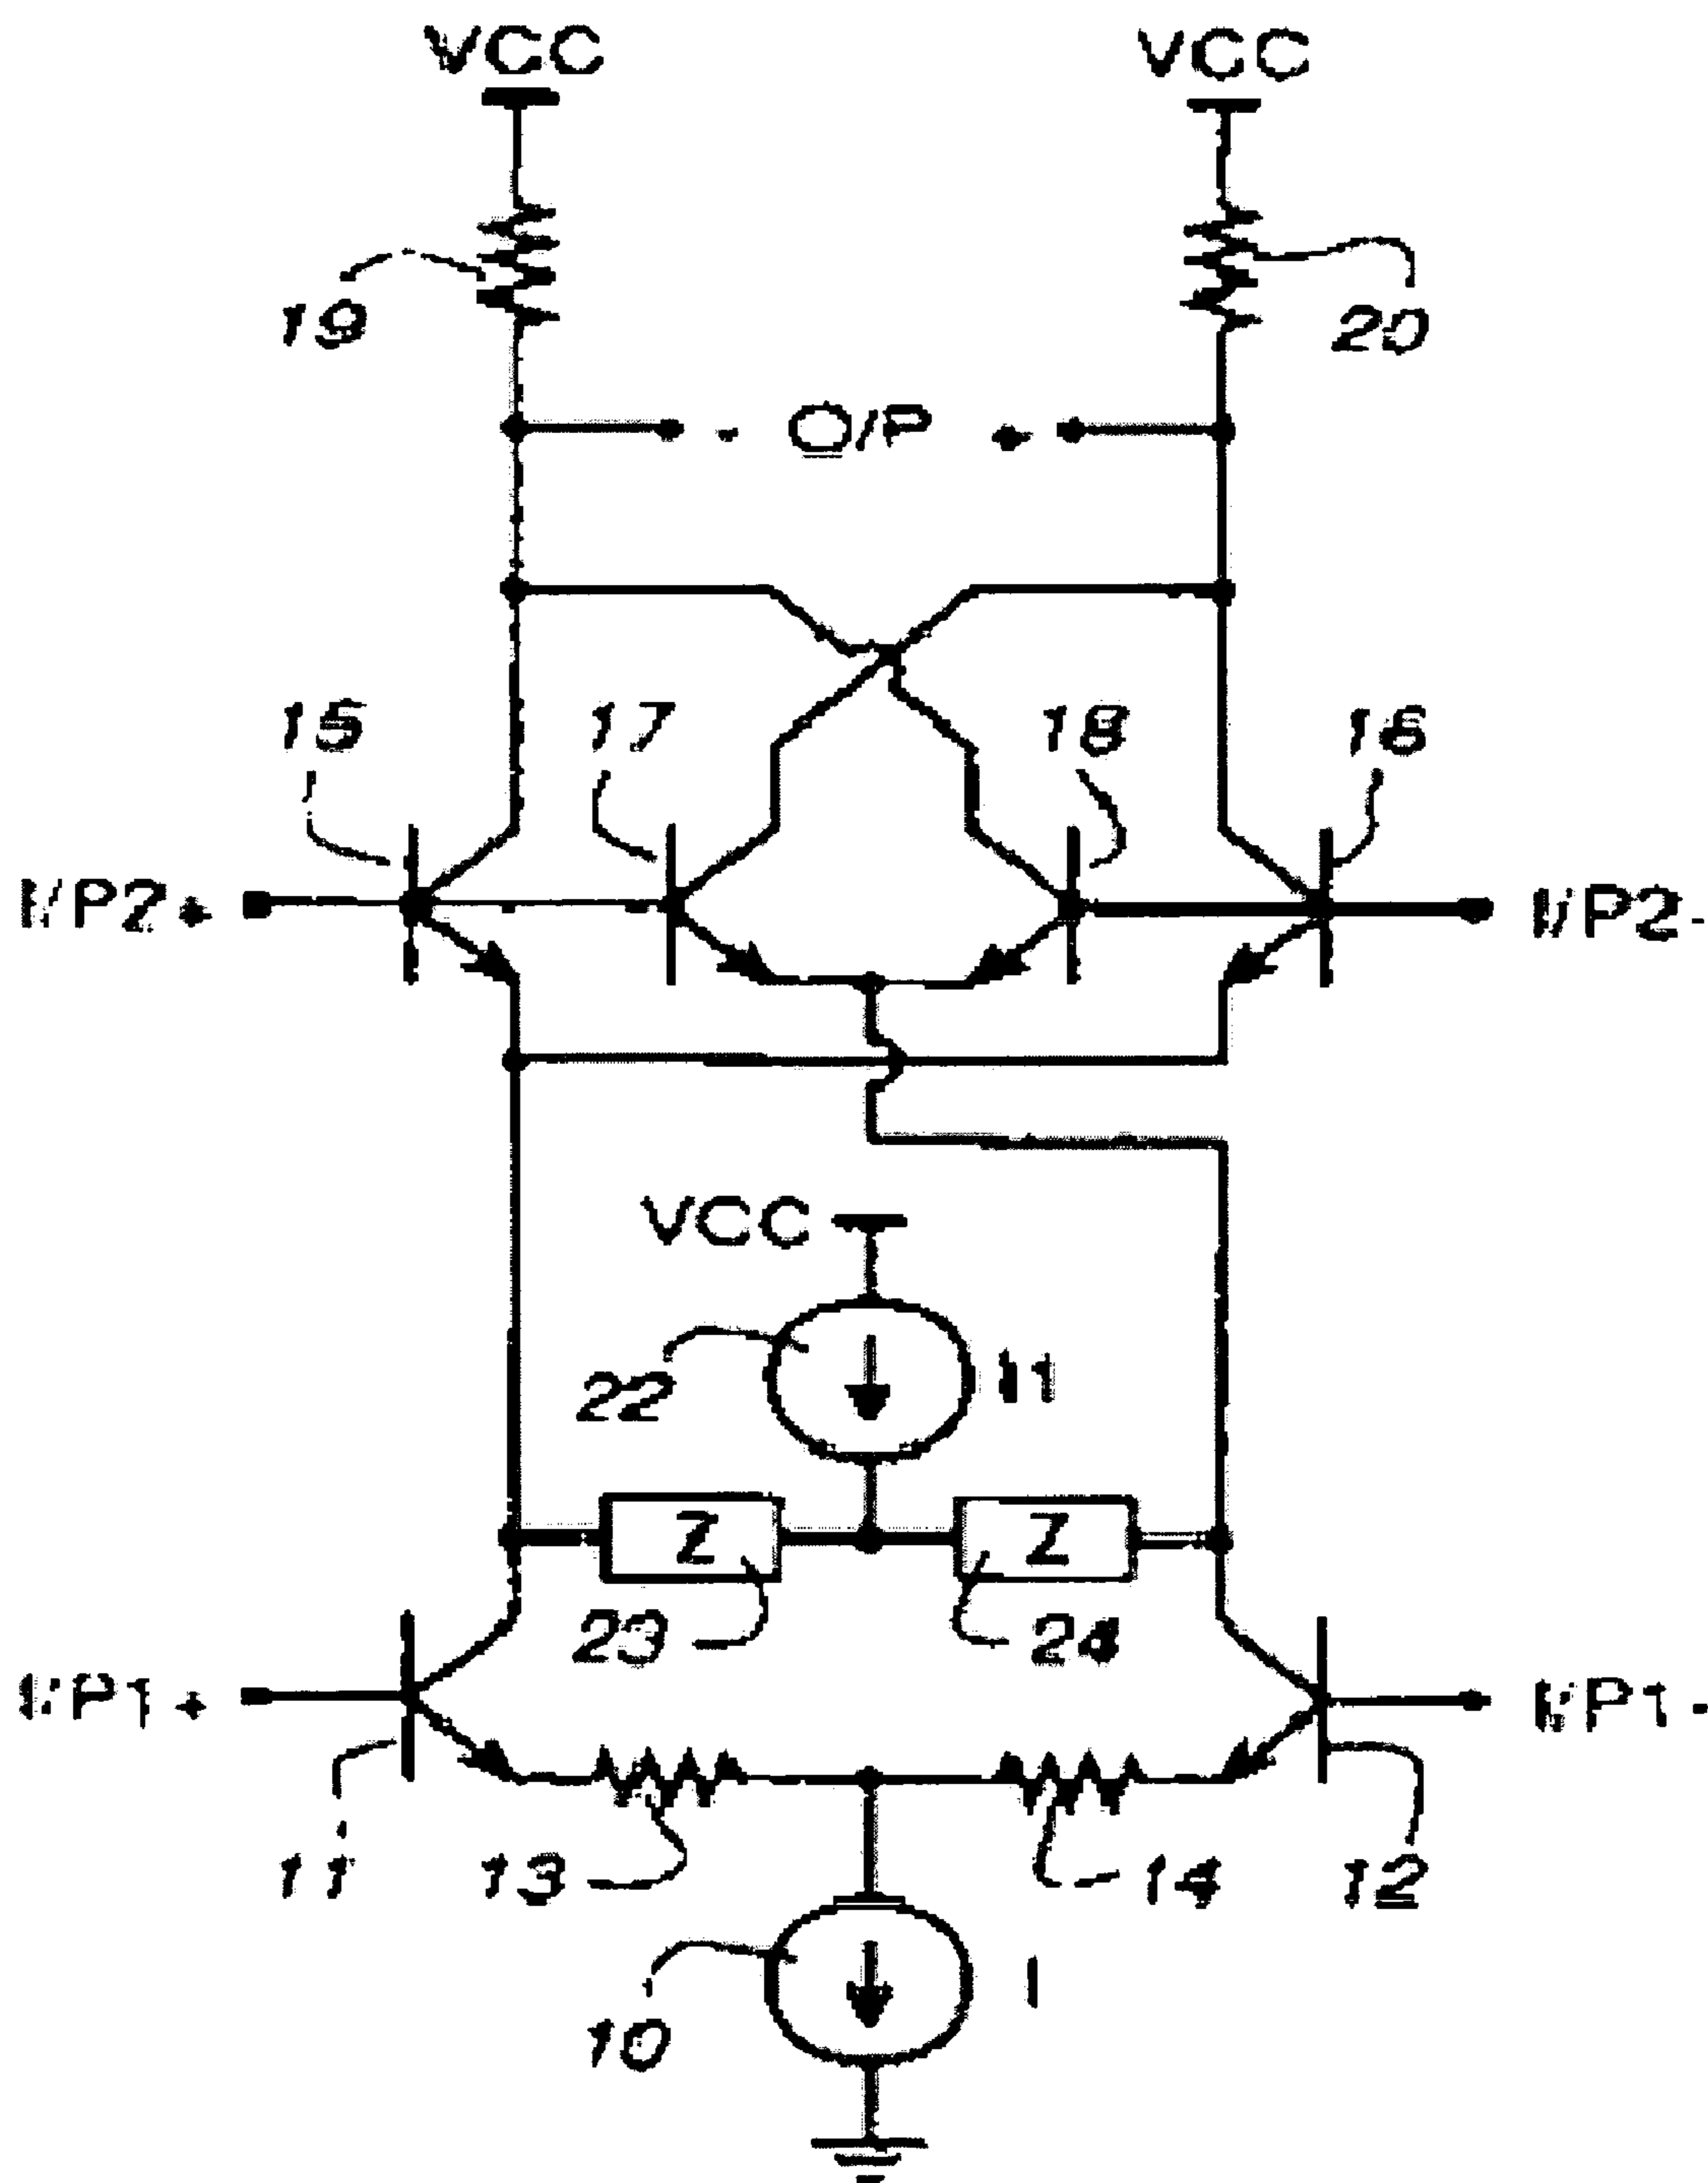 VCC VCC
19 20
- O/P +
15 17 18 16
I/P2+ I/P2-
VCC
22 I1
Z Z
23 24
I/P1+ I/P1-
11 13 14 12
10 I